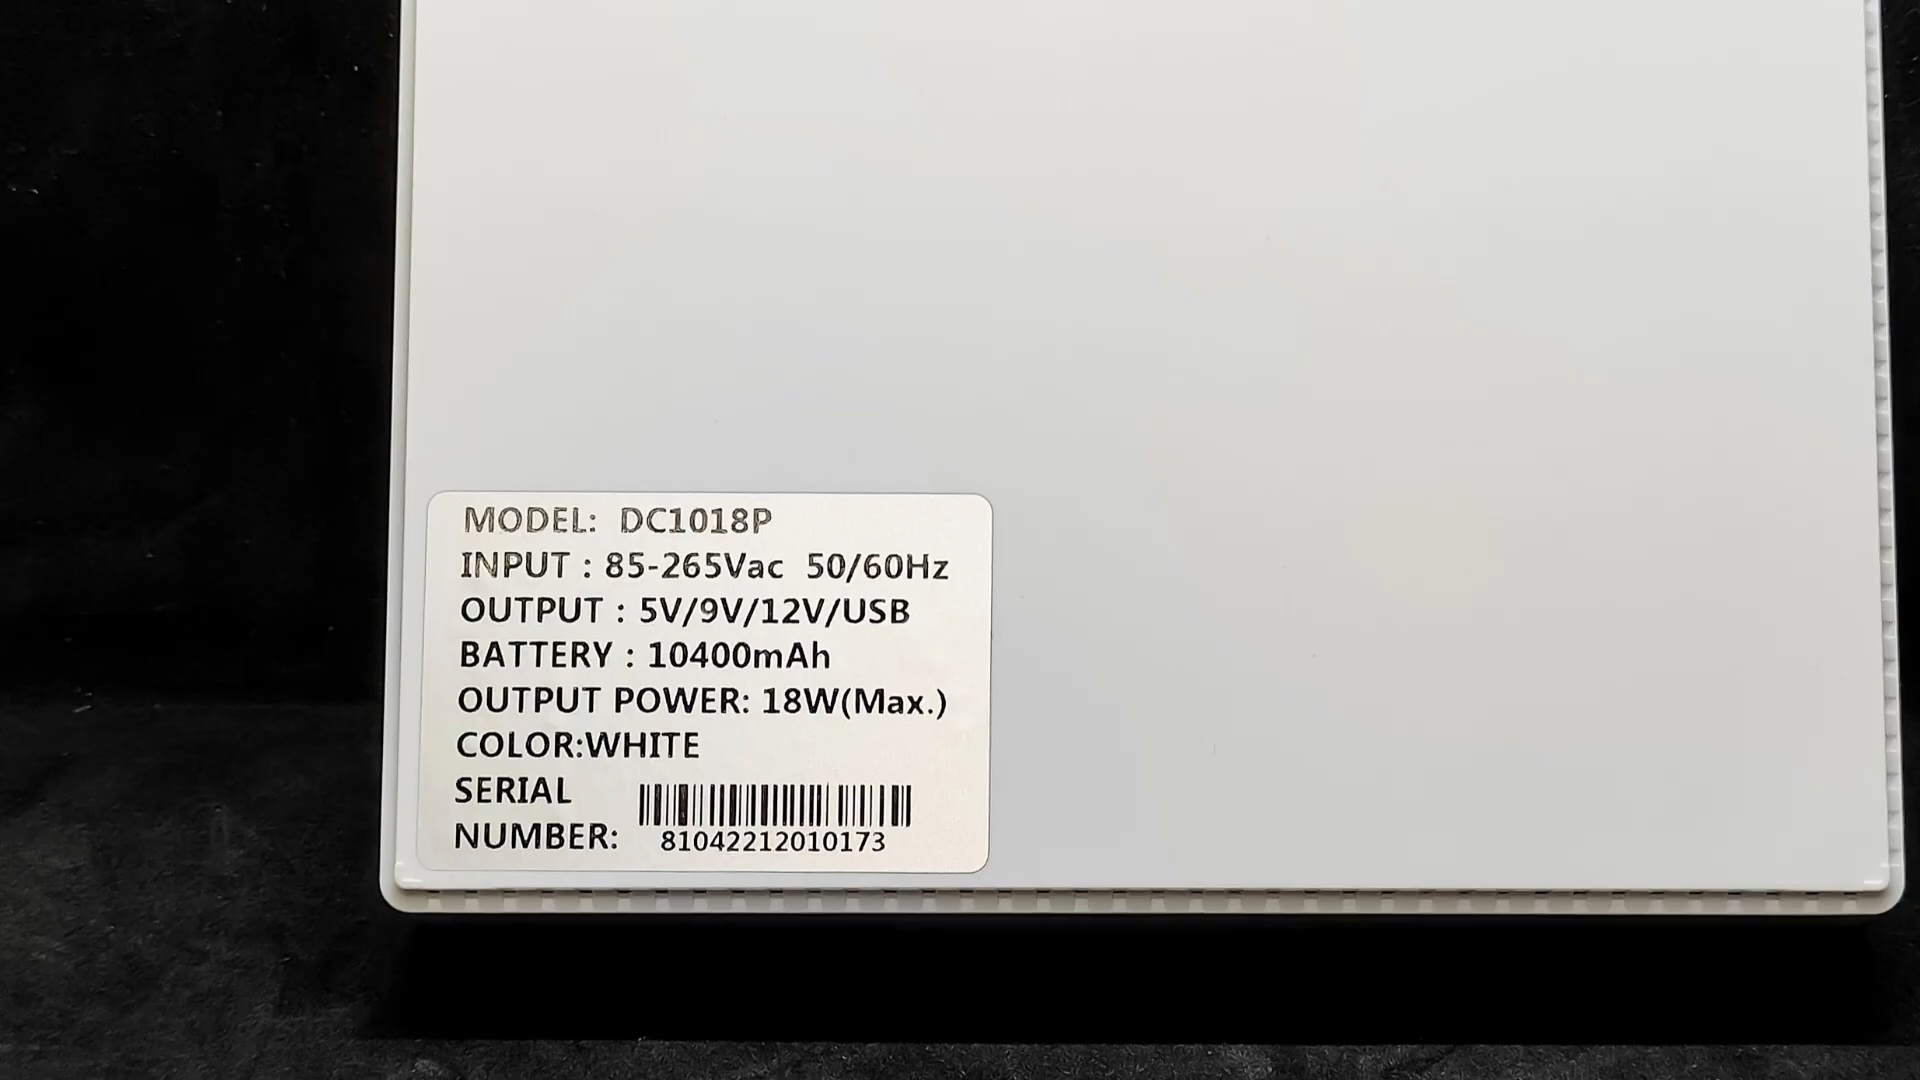 MODEL: DC1018P
INPUT : 85-265Vac 50/60Hz
OUTPUT : 5V/9V/12V/USB
BATTERY : 10400mAh
OUTPUT POWER: 18W(Max.)
COLOR:WHITE
SERIAL
NUMBER: 81042212010173